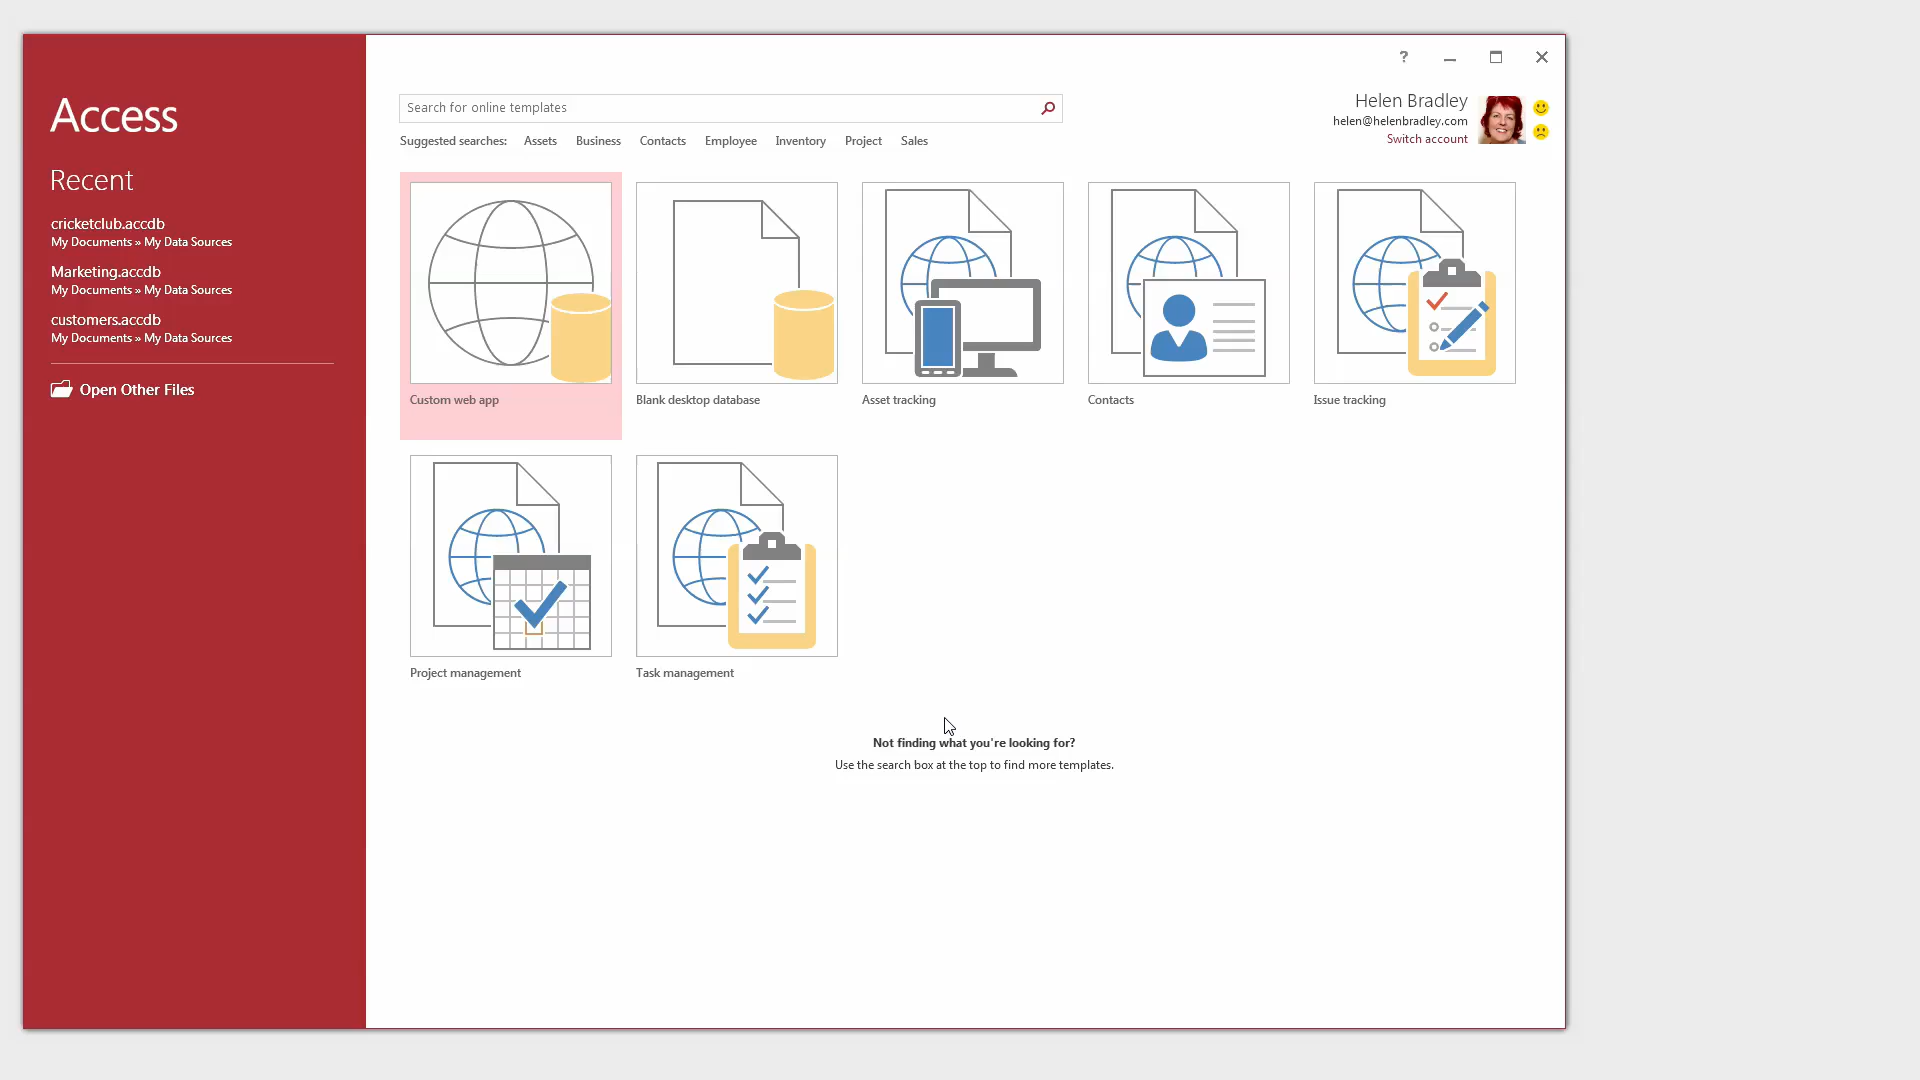 Access
Recent
cricketclub.accdb
My Documents » My Data Sources
Marketing.accdb
My Documents » My Data Sources
customers.accdb
My Documents » My Data Sources
Open Other Files
?
Search for online templates
Suggested searches: Assets Business Contacts Employee Inventory Project Sales
Helen Bradley
helen@helenbradley.com
Switch account
Custom web app
Blank desktop database
Asset tracking
Contacts
Issue tracking
Project management
Task management
Not finding what you're looking for?
Use the search box at the top to find more templates.